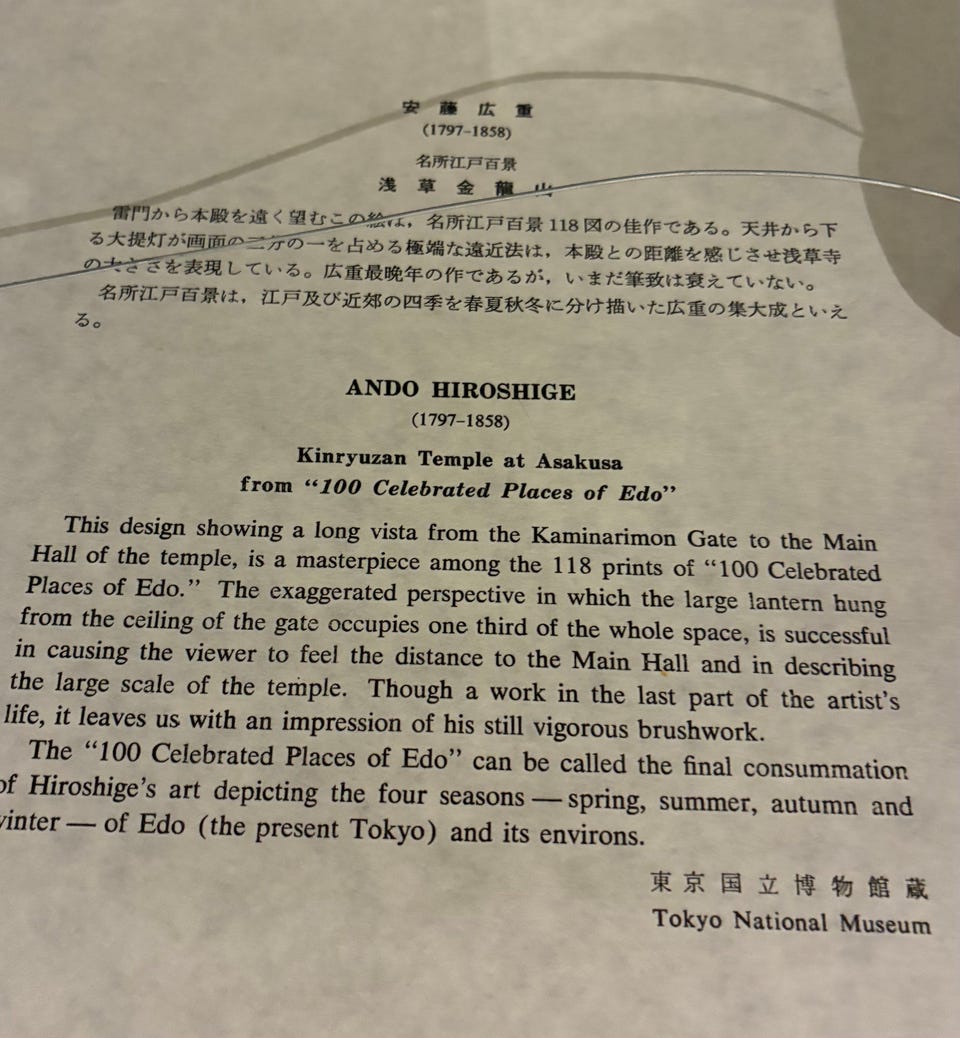 安藤広重
(1797–1858)
名所江戸百景
浅草金龍山
雷門から本殿を遠く望むこの絵は，名所江戸百景118図の佳作である。天井から下
る大提灯が画面の三分の一を占める極端な遠近法は，本殿との距離を感じさせ浅草寺
の大きさを表現している。広重最晩年の作であるが，いまだ筆致は衰えていない。
名所江戸百景は，江戸及び近郊の四季を春夏秋冬に分け描いた広重の集大成といえ
る。
ANDO HIROSHIGE
(1797–1858)
Kinryuzan Temple at Asakusa
from “100 Celebrated Places of Edo”
This design showing a long vista from the Kaminarimon Gate to the Main
Hall of the temple, is a masterpiece among the 118 prints of “100 Celebrated
Places of Edo.” The exaggerated perspective in which the large lantern hung
from the ceiling of the gate occupies one third of the whole space, is successful
in causing the viewer to feel the distance to the Main Hall and in describing
the large scale of the temple. Though a work in the last part of the artist’s
life, it leaves us with an impression of his still vigorous brushwork.
The “100 Celebrated Places of Edo” can be called the final consummation
of Hiroshige’s art depicting the four seasons — spring, summer, autumn and
winter — of Edo (the present Tokyo) and its environs.
東京国立博物館蔵
Tokyo National Museum